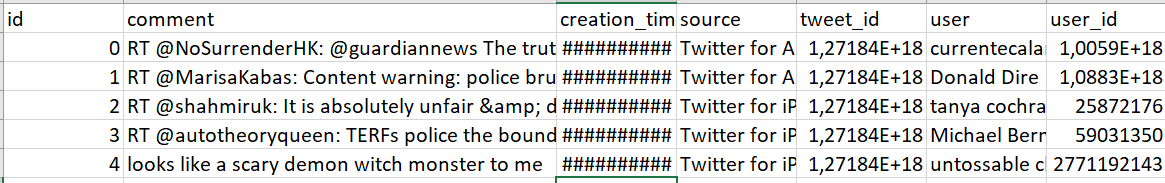 id comment creation_tim source tweet_id user user_id
0 RT @NoSurrenderHK: @guardiannews The trut ########## Twitter for A 1,27184E+18 currentecala 1,0059E+18
1 RT @MarisaKabas: Content warning: police bru ########## Twitter for A 1,27184E+18 Donald Dire 1,0883E+18
2 RT @shahmiruk: It is absolutely unfair &amp; d ########## Twitter for iP 1,27184E+18 tanya cochra 25872176
3 RT @autotheoryqueen: TERFs police the bound ########## Twitter for iP 1,27184E+18 Michael Bern 59031350
4 looks like a scary demon witch monster to me ########## Twitter for iP 1,27184E+18 untossable cl 2771192143